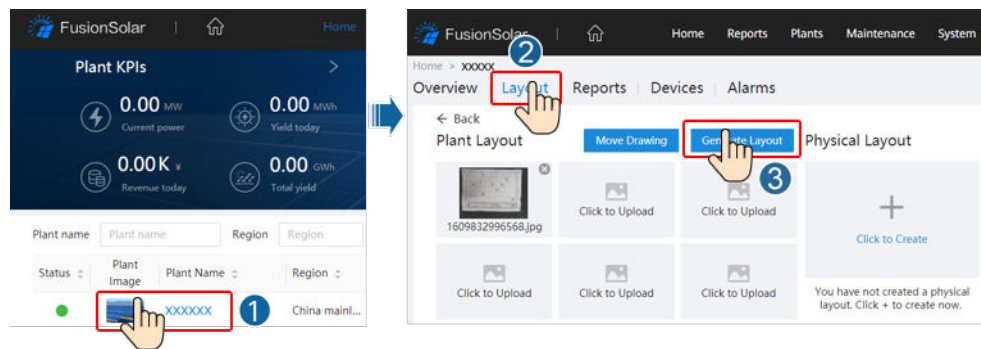 FusionSolar
Home
Plant KPIs >
0.00 MW
Current power
0.00 MWh
Yield today
0.00K ¥
Revenue today
0.00 GWh
Total yield
Plant name Plant name Region Region
Status Plant Image Plant Name Region
XXXXXX China mainl...
1
FusionSolar Home Reports Plants Maintenance System
Home > XXXXX
2
Overview Layout Reports Devices Alarms
← Back
Plant Layout Move Drawing Generate Layout Physical Layout
3
1609832996568.jpg
Click to Upload
Click to Upload
Click to Create
Click to Upload
Click to Upload
Click to Upload
You have not created a physical
layout. Click + to create now.